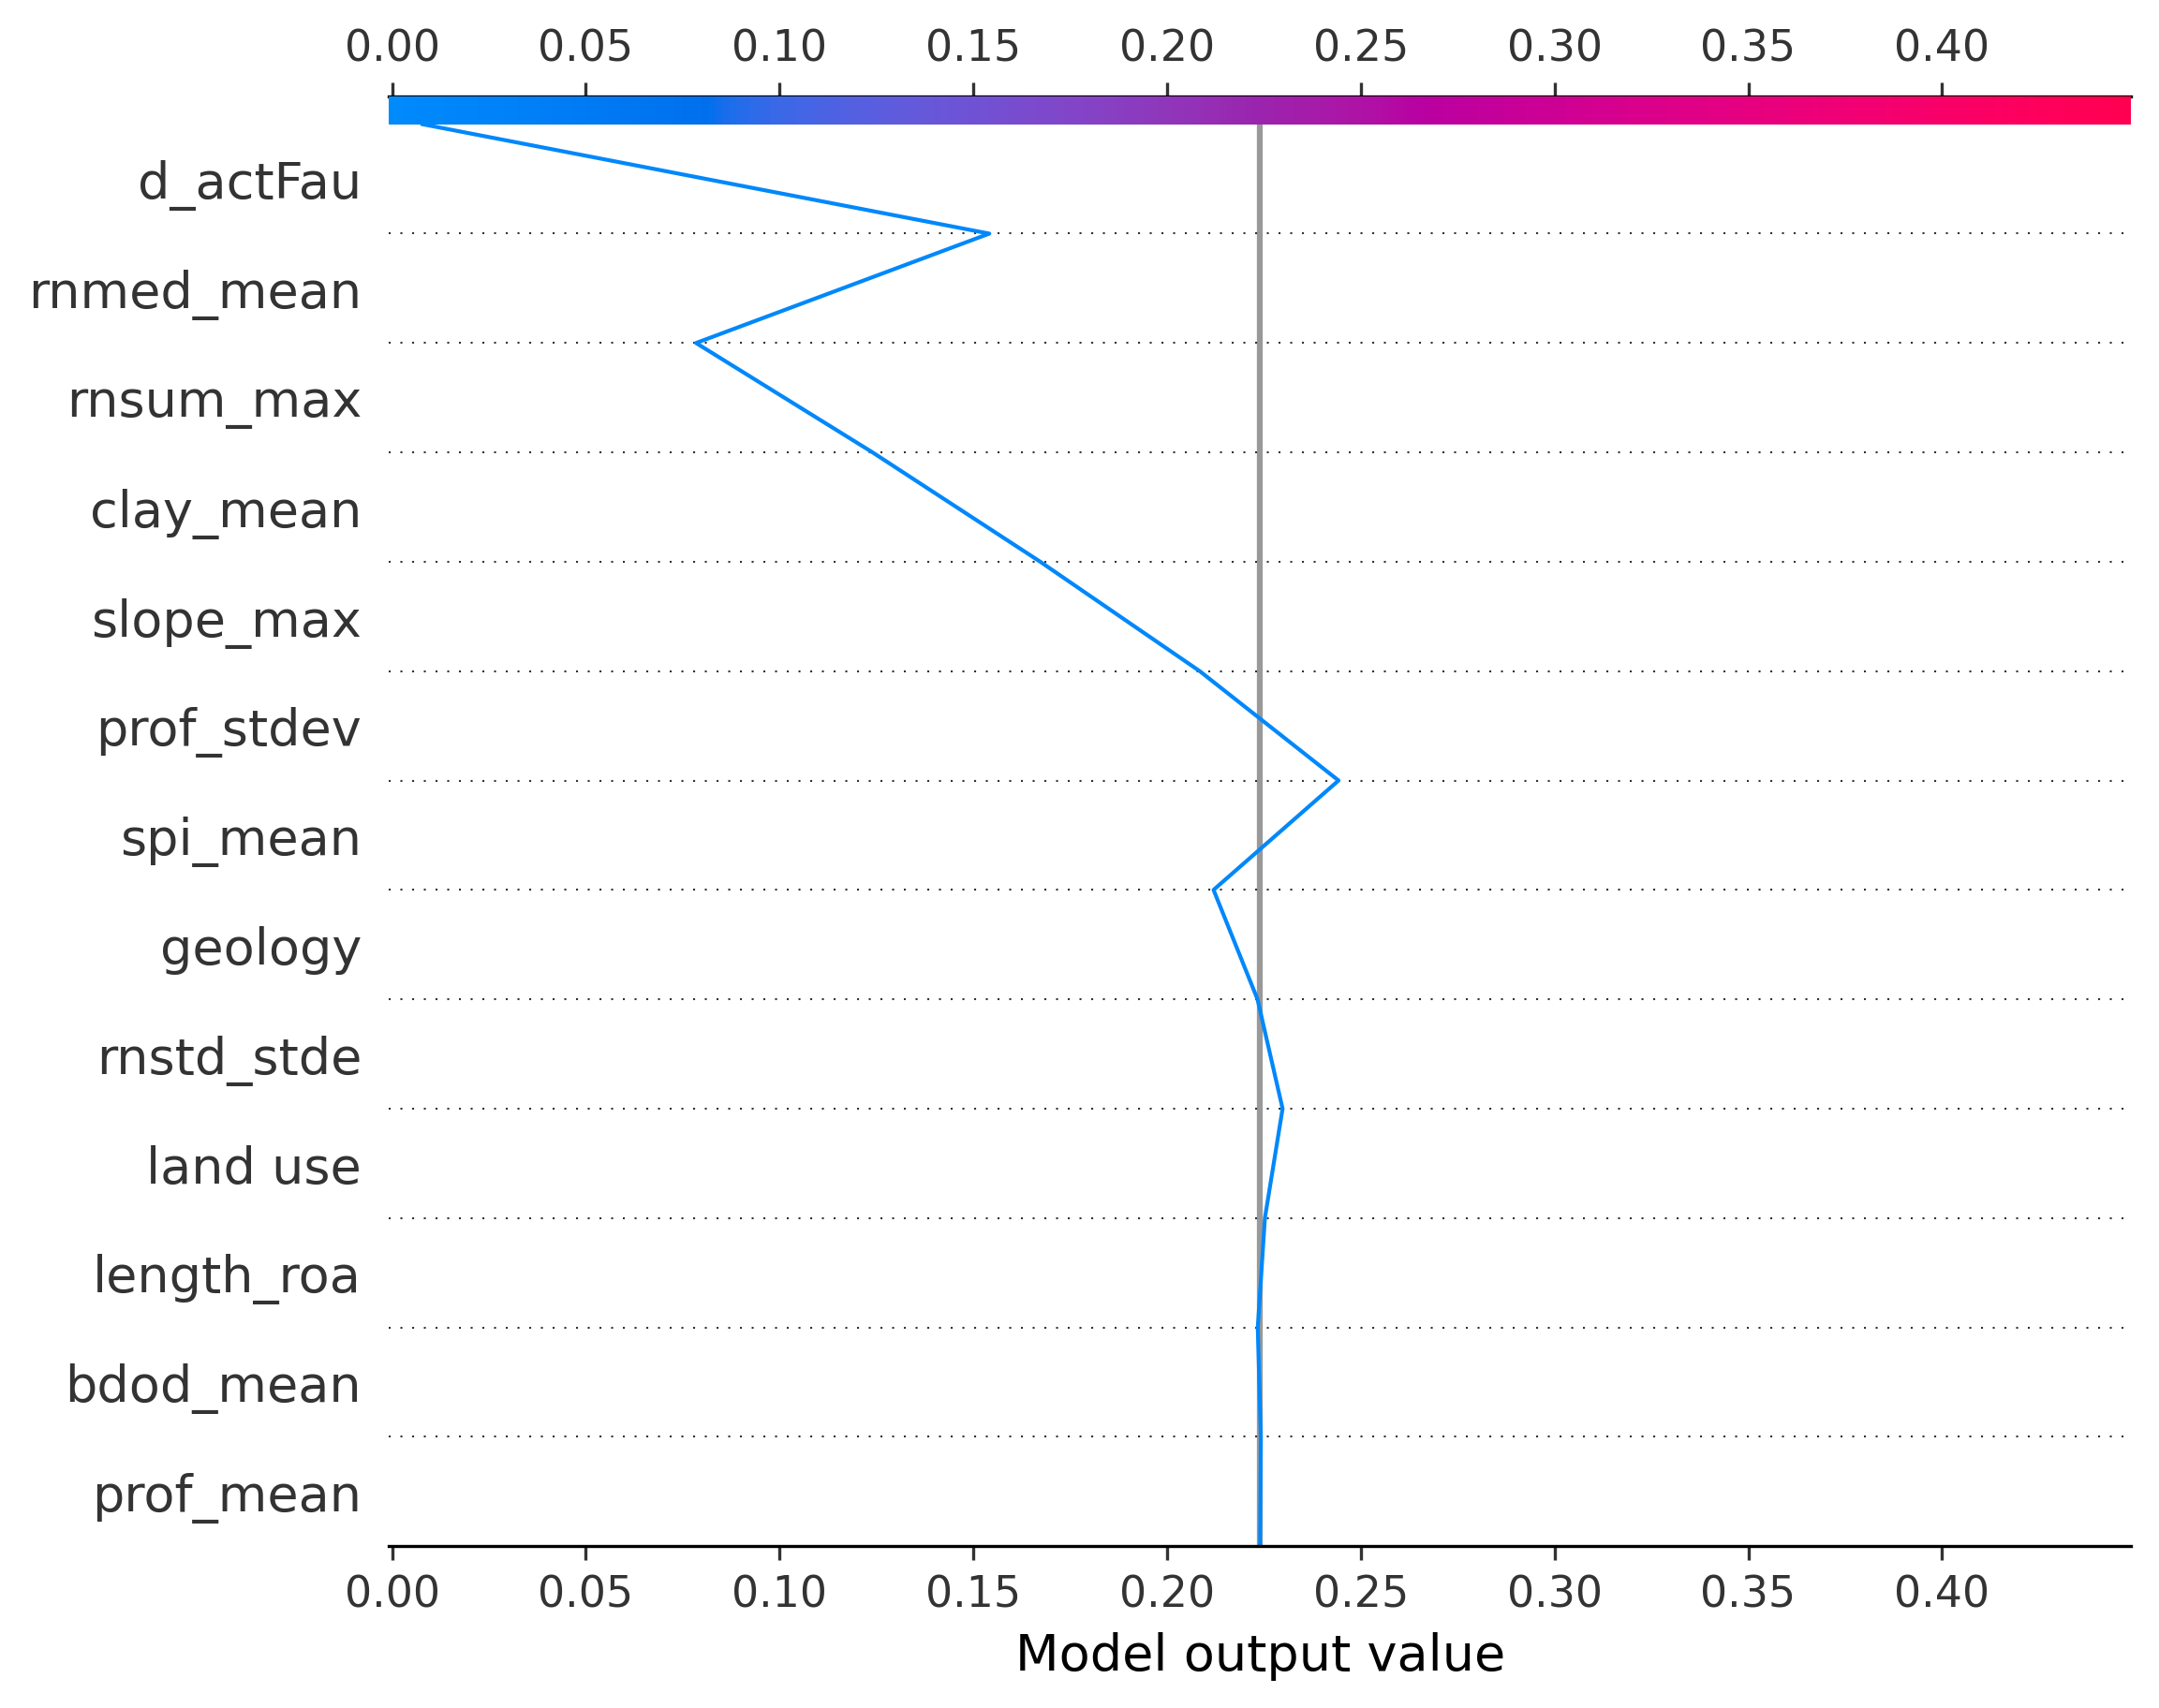 0.00 0.05 0.10 0.15 0.20 0.25 0.30 0.35 0.40
d_actFau
rnmed_mean
rnsum_max
clay_mean
slope_max
prof_stdev
spi_mean
geology
rnstd_stde
land use
length_roa
bdod_mean
prof_mean
0.00 0.05 0.10 0.15 0.20 0.25 0.30 0.35 0.40
Model output value